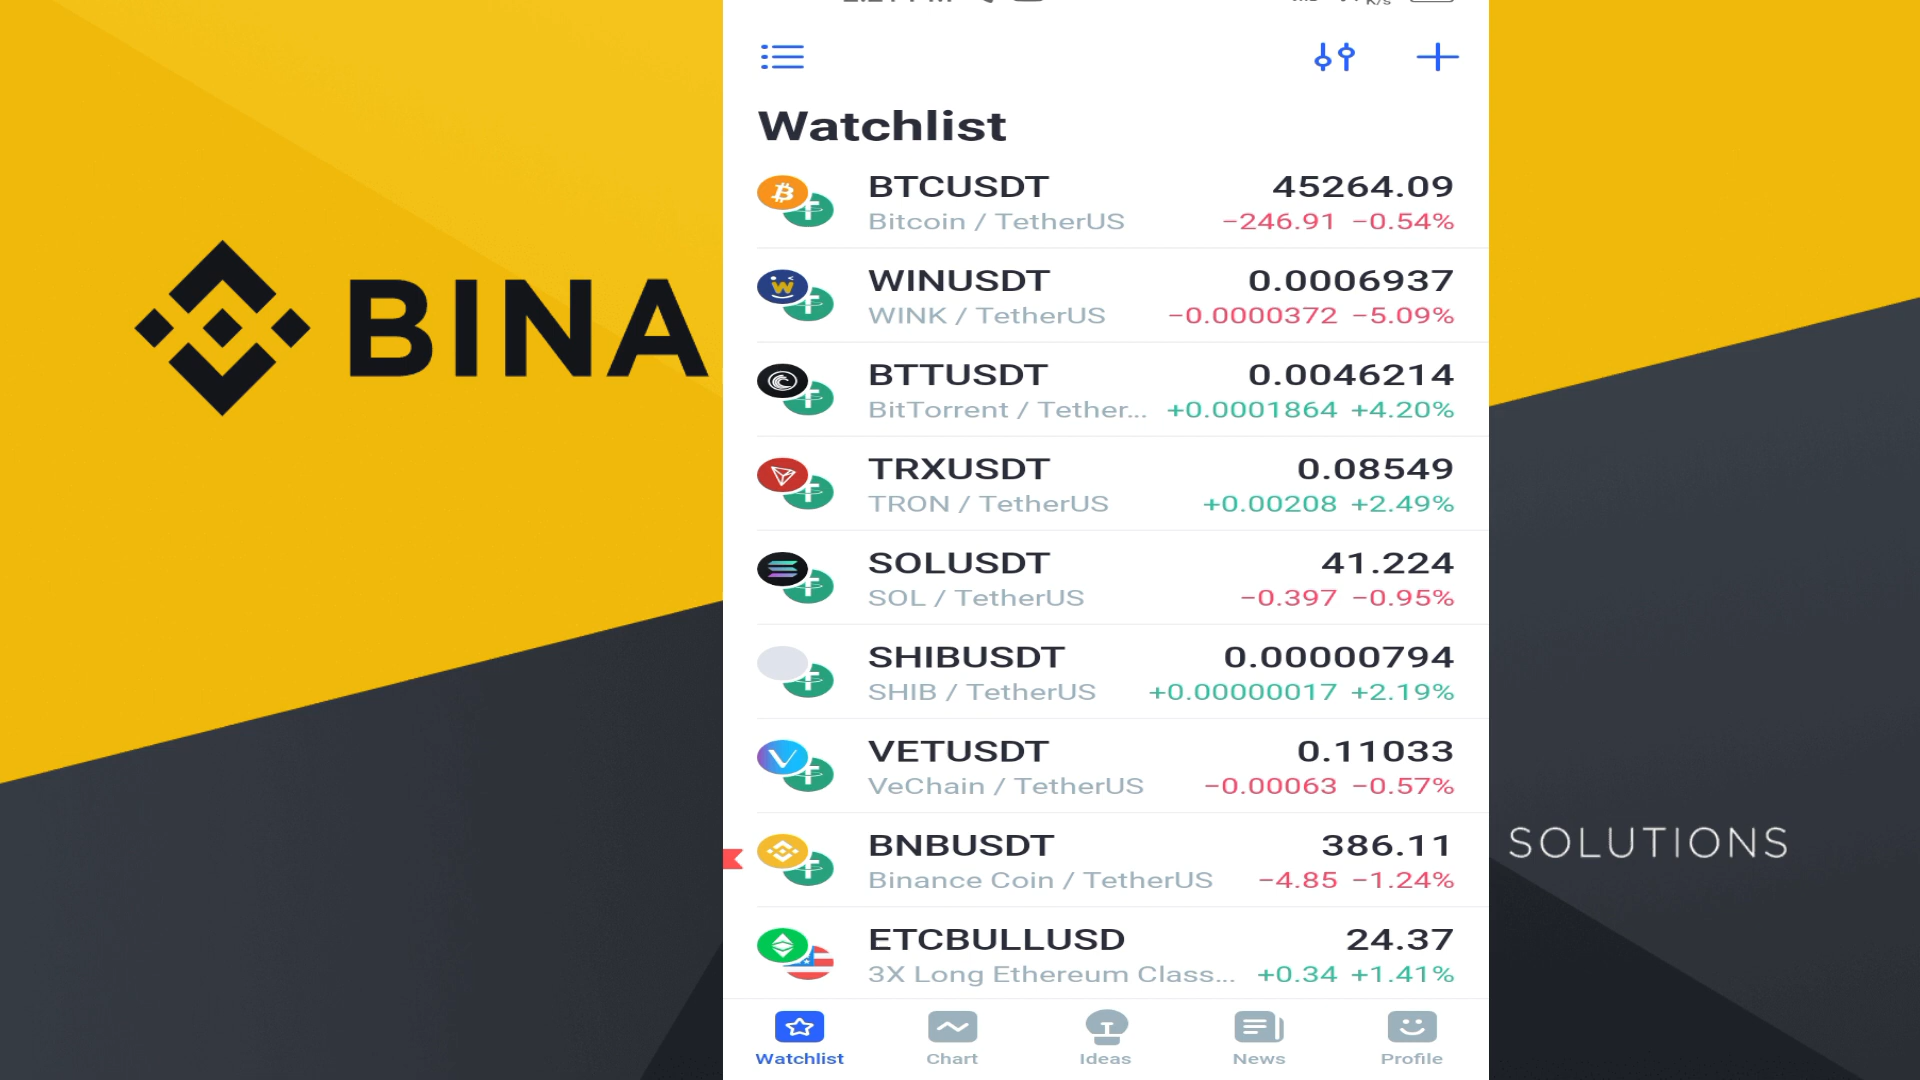 BINA
Watchlist
BTCUSDT 45264.09
Bitcoin / TetherUS −246.91 −0.54%
WINUSDT 0.0006937
WINK / TetherUS −0.0000372 −5.09%
BTTUSDT 0.0046214
BitTorrent / Tether... +0.0001864 +4.20%
TRXUSDT 0.08549
TRON / TetherUS +0.00208 +2.49%
SOLUSDT 41.224
SOL / TetherUS −0.397 −0.95%
SHIBUSDT 0.00000794
SHIB / TetherUS +0.00000017 +2.19%
VETUSDT 0.11033
VeChain / TetherUS −0.00063 −0.57%
SOLUTIONS
BNBUSDT 386.11
Binance Coin / TetherUS −4.85 −1.24%
ETCBULLUSD 24.37
3X Long Ethereum Class... +0.34 +1.41%
Watchlist Chart Ideas News Profile